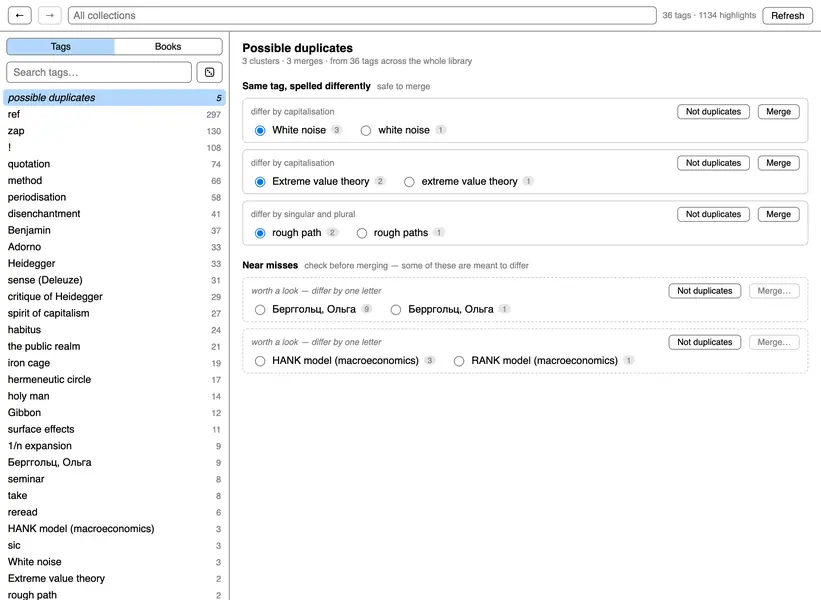 ← → All collections 36 tags · 1134 highlights Refresh
Tags Books
Search tags…
possible duplicates 5
ref 297
zap 130
! 108
quotation 74
method 66
periodisation 58
disenchantment 41
Benjamin 37
Adorno 33
Heidegger 33
sense (Deleuze) 31
critique of Heidegger 29
spirit of capitalism 27
habitus 24
the public realm 21
iron cage 19
hermeneutic circle 17
holy man 14
Gibbon 12
surface effects 11
1/n expansion 9
Берггольц, Ольга 9
seminar 8
take 8
reread 6
HANK model (macroeconomics) 3
sic 3
White noise 3
Extreme value theory 2
rough path 2
Possible duplicates
3 clusters · 3 merges · from 36 tags across the whole library
Same tag, spelled differently safe to merge
differ by capitalisation Not duplicates Merge
White noise 3 white noise 1
differ by capitalisation Not duplicates Merge
Extreme value theory 2 extreme value theory 1
differ by singular and plural Not duplicates Merge
rough path 2 rough paths 1
Near misses check before merging — some of these are meant to differ
worth a look — differ by one letter Not duplicates Merge…
Берггольц, Ольга 9 Берргольц, Ольга 1
worth a look — differ by one letter Not duplicates Merge…
HANK model (macroeconomics) 3 RANK model (macroeconomics) 1